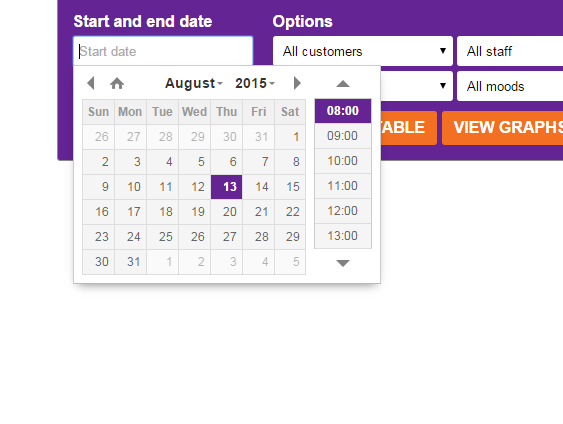 Start and end date Options
Start date All customers All staff
All moods
TABLE VIEW GRAPHS
August 2015
Sun Mon Tue Wed Thu Fri Sat
26 27 28 29 30 31 1
2 3 4 5 6 7 8
9 10 11 12 13 14 15
16 17 18 19 20 21 22
23 24 25 26 27 28 29
30 31 1 2 3 4 5
08:00
09:00
10:00
11:00
12:00
13:00